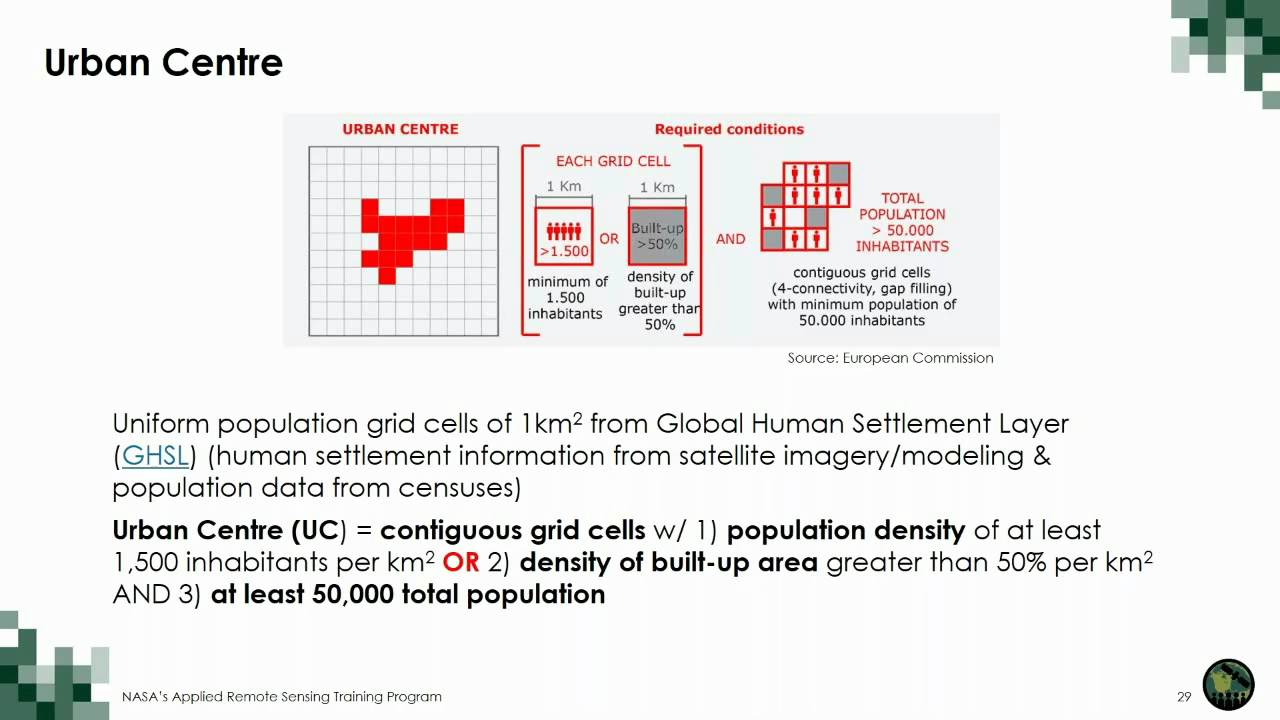 Urban Centre
URBAN CENTRE
Required conditions
EACH GRID CELL
1 Km
1 Km
>1.500
OR
Built-up
>50%
minimum of
1.500
inhabitants
density of
built-up
greater than
50%
AND
TOTAL
POPULATION
> 50.000
INHABITANTS
contiguous grid cells
(4-connectivity, gap filling)
with minimum population of
50.000 inhabitants
Source: European Commission
Uniform population grid cells of 1km² from Global Human Settlement Layer
(GHSL) (human settlement information from satellite imagery/modeling &
population data from censuses)
Urban Centre (UC) = contiguous grid cells w/ 1) population density of at least
1,500 inhabitants per km² OR 2) density of built-up area greater than 50% per km²
AND 3) at least 50,000 total population
NASA's Applied Remote Sensing Training Program
29